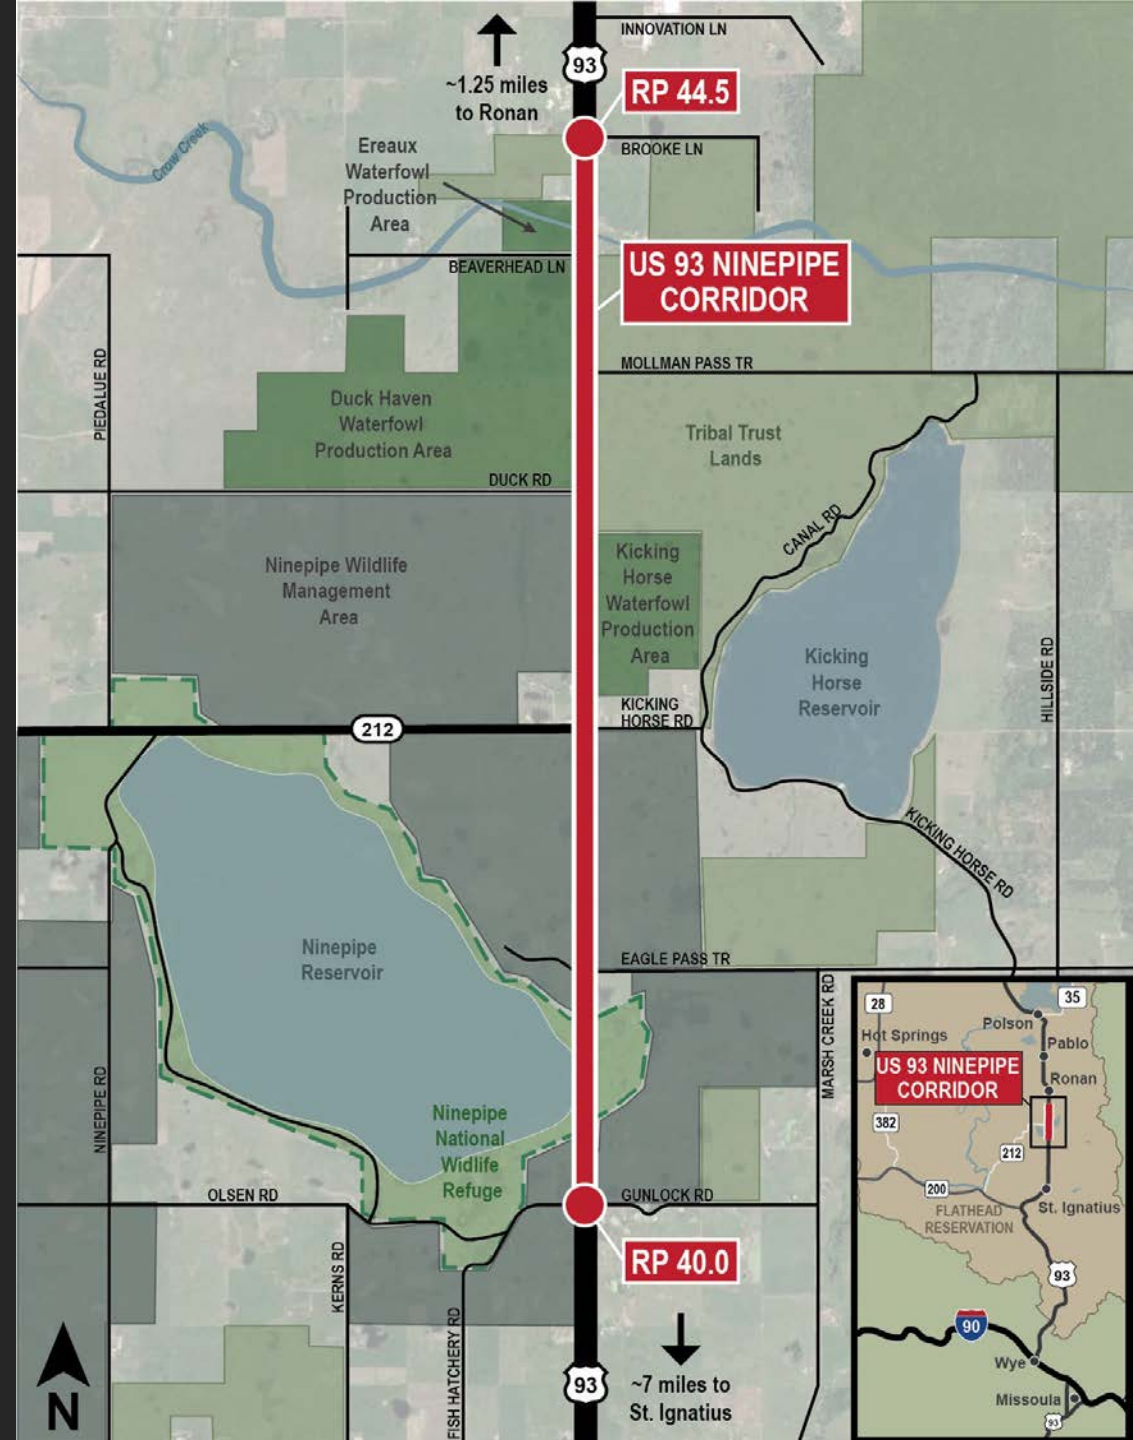 INNOVATION LN
93
~1.25 miles
to Ronan
RP 44.5
BROOKE LN
Ereaux
Waterfowl
Production
Area
Crow Creek
BEAVERHEAD LN
US 93 NINEPIPE
CORRIDOR
MOLLMAN PASS TR
PIEDALUE RD
Duck Haven
Waterfowl
Production Area
DUCK RD
Tribal Trust
Lands
CANAL RD
Ninepipe Wildlife
Management
Area
Kicking
Horse
Waterfowl
Production
Area
Kicking
Horse
Reservoir
HILLSIDE RD
KICKING
HORSE RD
212
KICKING HORSE RD
Ninepipe
Reservoir
EAGLE PASS TR
MARSH CREEK RD
NINEPIPE RD
Ninepipe
National
Widlife
Refuge
OLSEN RD
GUNLOCK RD
RP 40.0
KERNS RD
FISH HATCHERY RD
93
~7 miles to
St. Ignatius
N
28
35
Polson
Hot Springs
Pablo
US 93 NINEPIPE
CORRIDOR
Ronan
382
212
200
St. Ignatius
FLATHEAD
RESERVATION
93
90
Wye
Missoula
93